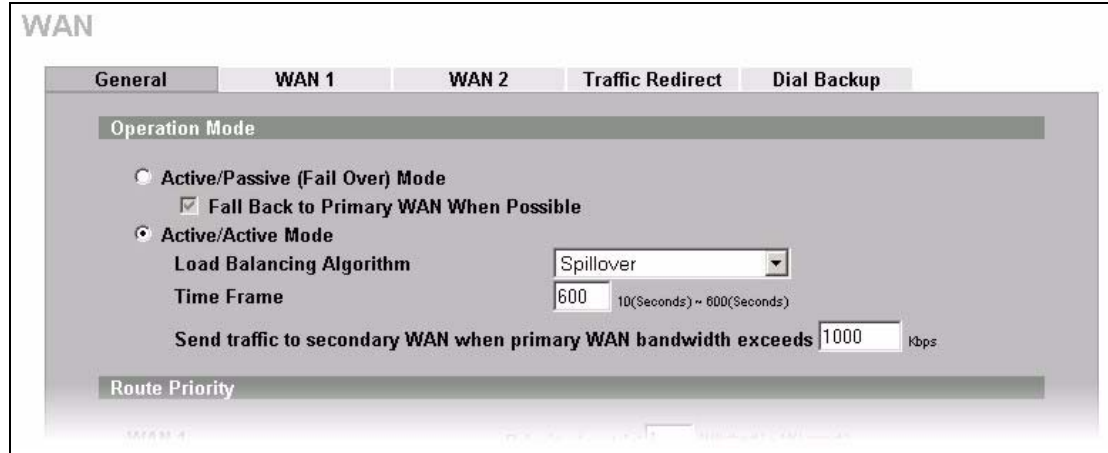 WAN
General WAN 1 WAN 2 Traffic Redirect Dial Backup
Operation Mode
Active/Passive (Fail Over) Mode
Fall Back to Primary WAN When Possible
Active/Active Mode
Load Balancing Algorithm Spillover
Time Frame 600 10(Seconds) ~ 600(Seconds)
Send traffic to secondary WAN when primary WAN bandwidth exceeds 1000 Kbps
Route Priority
WAN 1